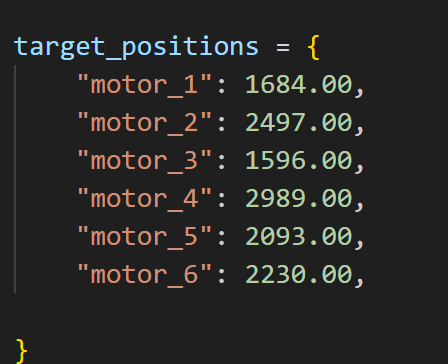 target_positions = {
    "motor_1": 1684.00,
    "motor_2": 2497.00,
    "motor_3": 1596.00,
    "motor_4": 2989.00,
    "motor_5": 2093.00,
    "motor_6": 2230.00,
}